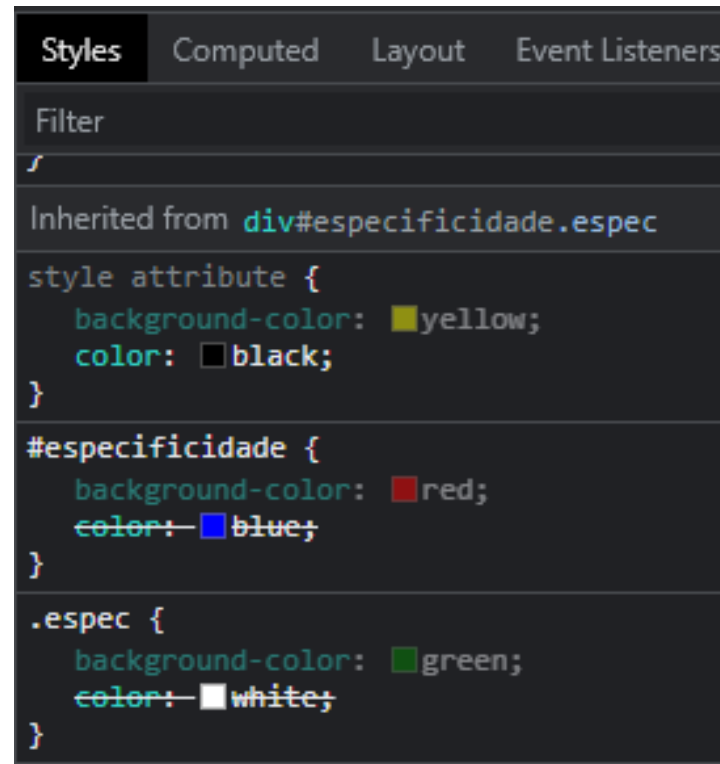 Styles Computed Layout Event Listeners
Filter
}
Inherited from div#especificidade.espec
style attribute {
background-color: yellow;
color: black;
}
#especificidade {
background-color: red;
color: blue;
}
.espec {
background-color: green;
color: white;
}